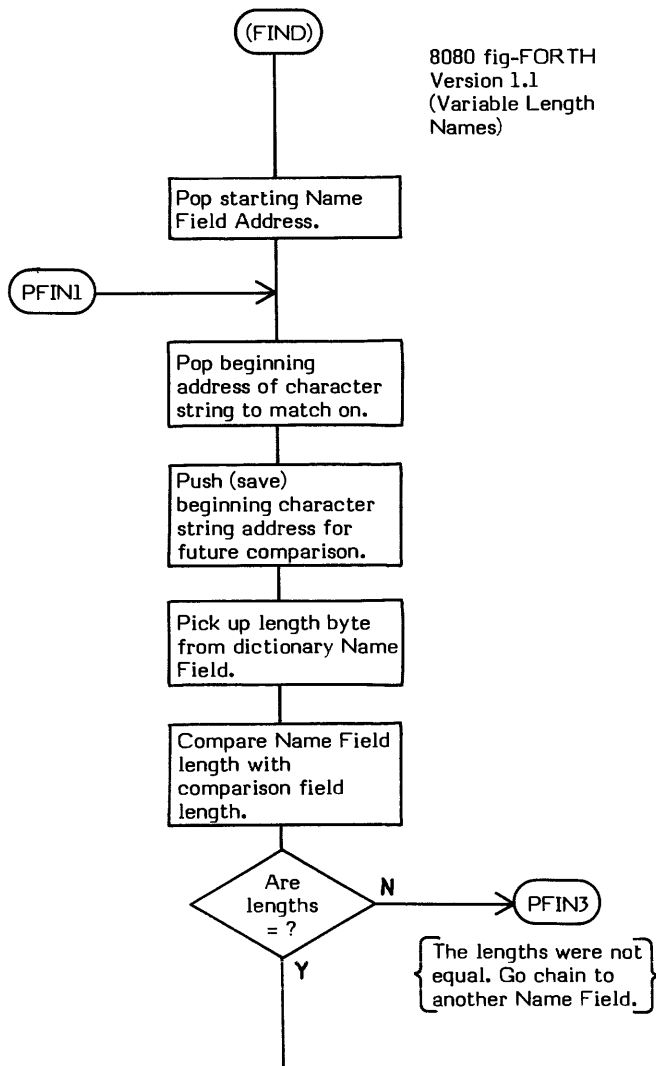 (FIND)
8080 fig-FORTH
Version 1.1
(Variable Length
Names)
Pop starting Name
Field Address.
PFIN1
Pop beginning
address of character
string to match on.
Push (save)
beginning character
string address for
future comparison.
Pick up length byte
from dictionary Name
Field.
Compare Name Field
length with
comparison field
length.
Are
lengths
= ?
N
PFIN3
Y
The lengths were not
equal. Go chain to
another Name Field.